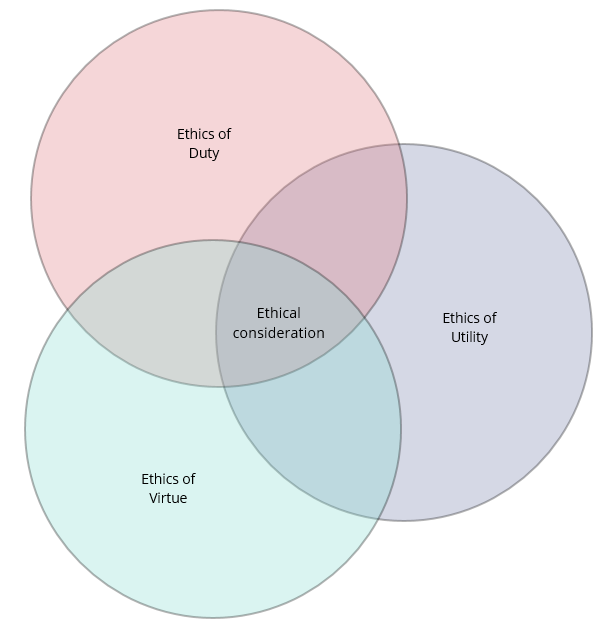 Ethics of
Duty
Ethical
consideration
Ethics of
Utility
Ethics of
Virtue